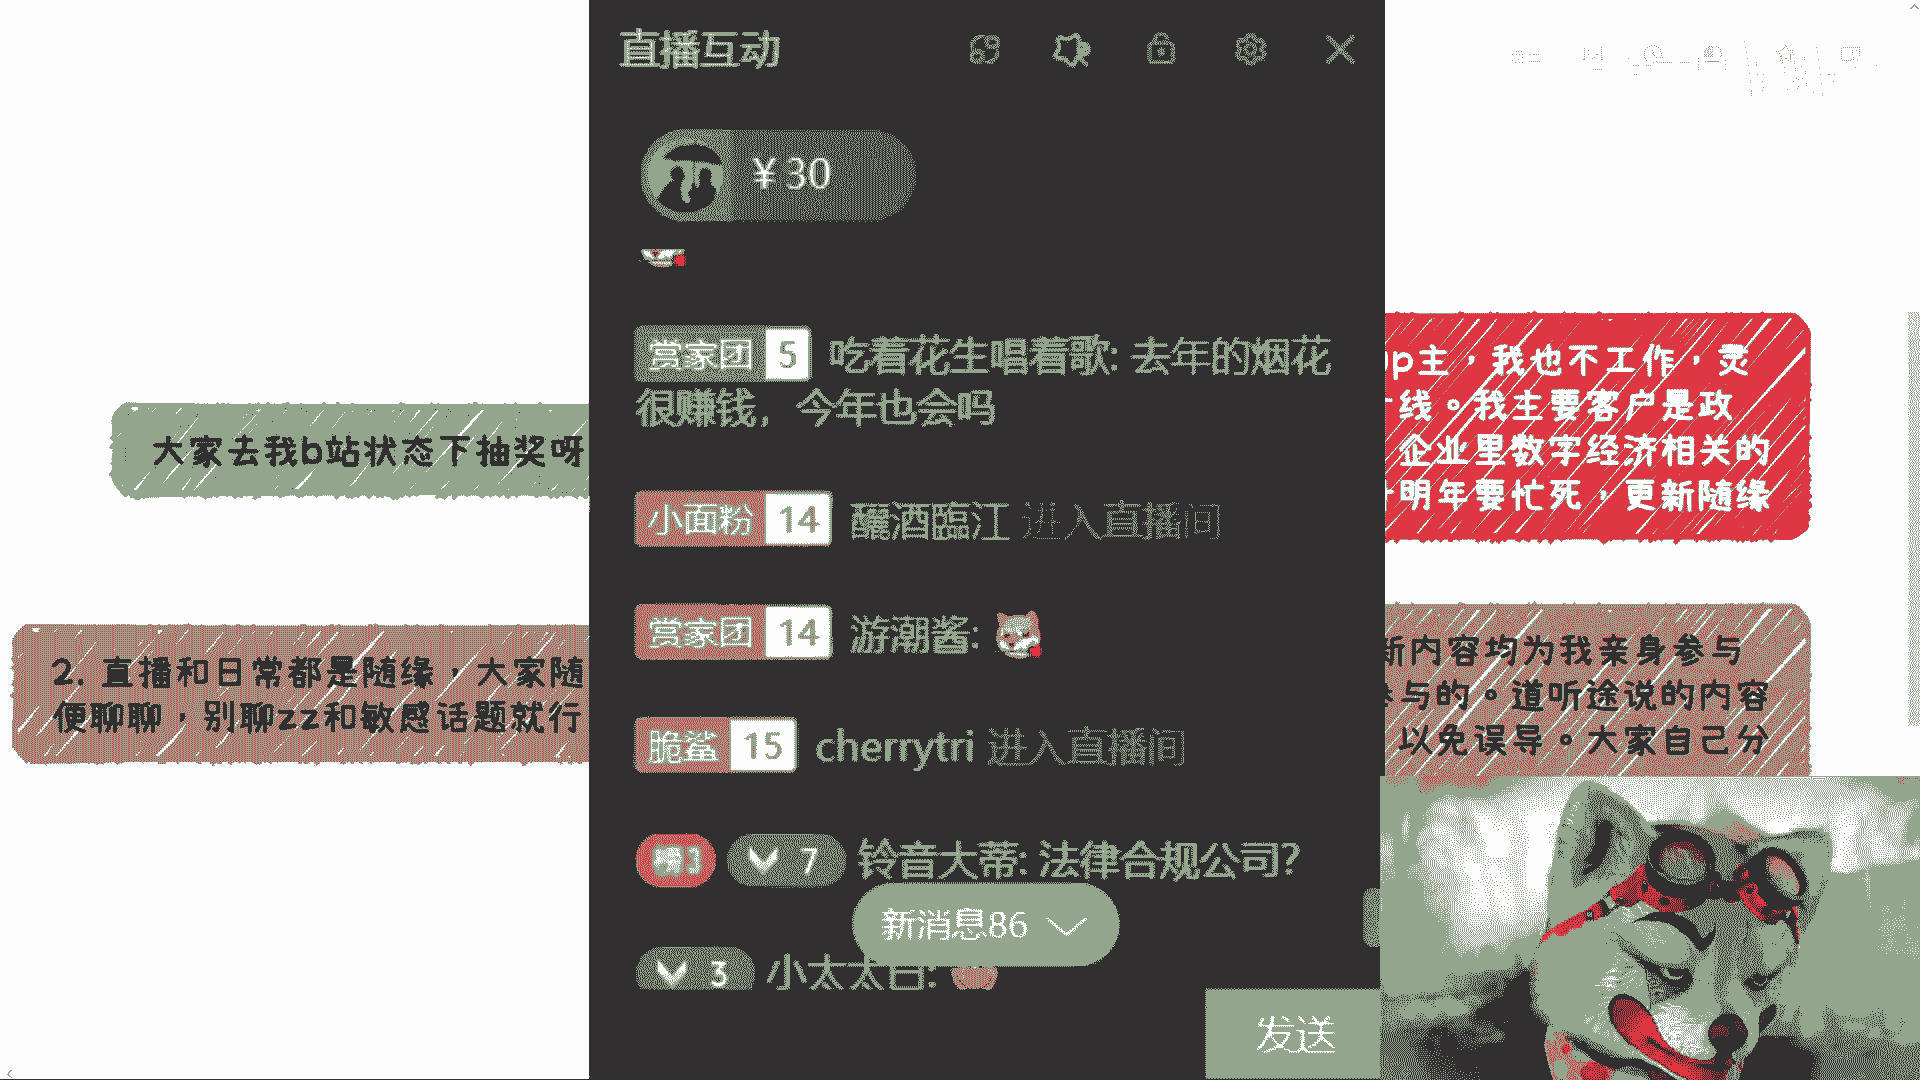 直播互动
¥30
赏家团 5 吃着花生唱着歌: 去年的烟花
很赚钱，今年也会吗
小面粉 14 醺酒臨江 进入直播间
赏家团 14 游潮酱:
脆鲨 15 cherrytri 进入直播间
7 铃音大蒂: 法律合规公司?
新消息86
3 小太太白:
发送
大家去我b站状态下抽奖呀
2. 直播和日常都是随缘，大家随
便聊聊，别聊zz和敏感话题就行
up主，我也不工作，灵
线。我主要客户是政
企业里数字经济相关的
明年要忙死，更新随缘
新内容均为我亲身参与
参与的。道听途说的内容
以免误导。大家自己分